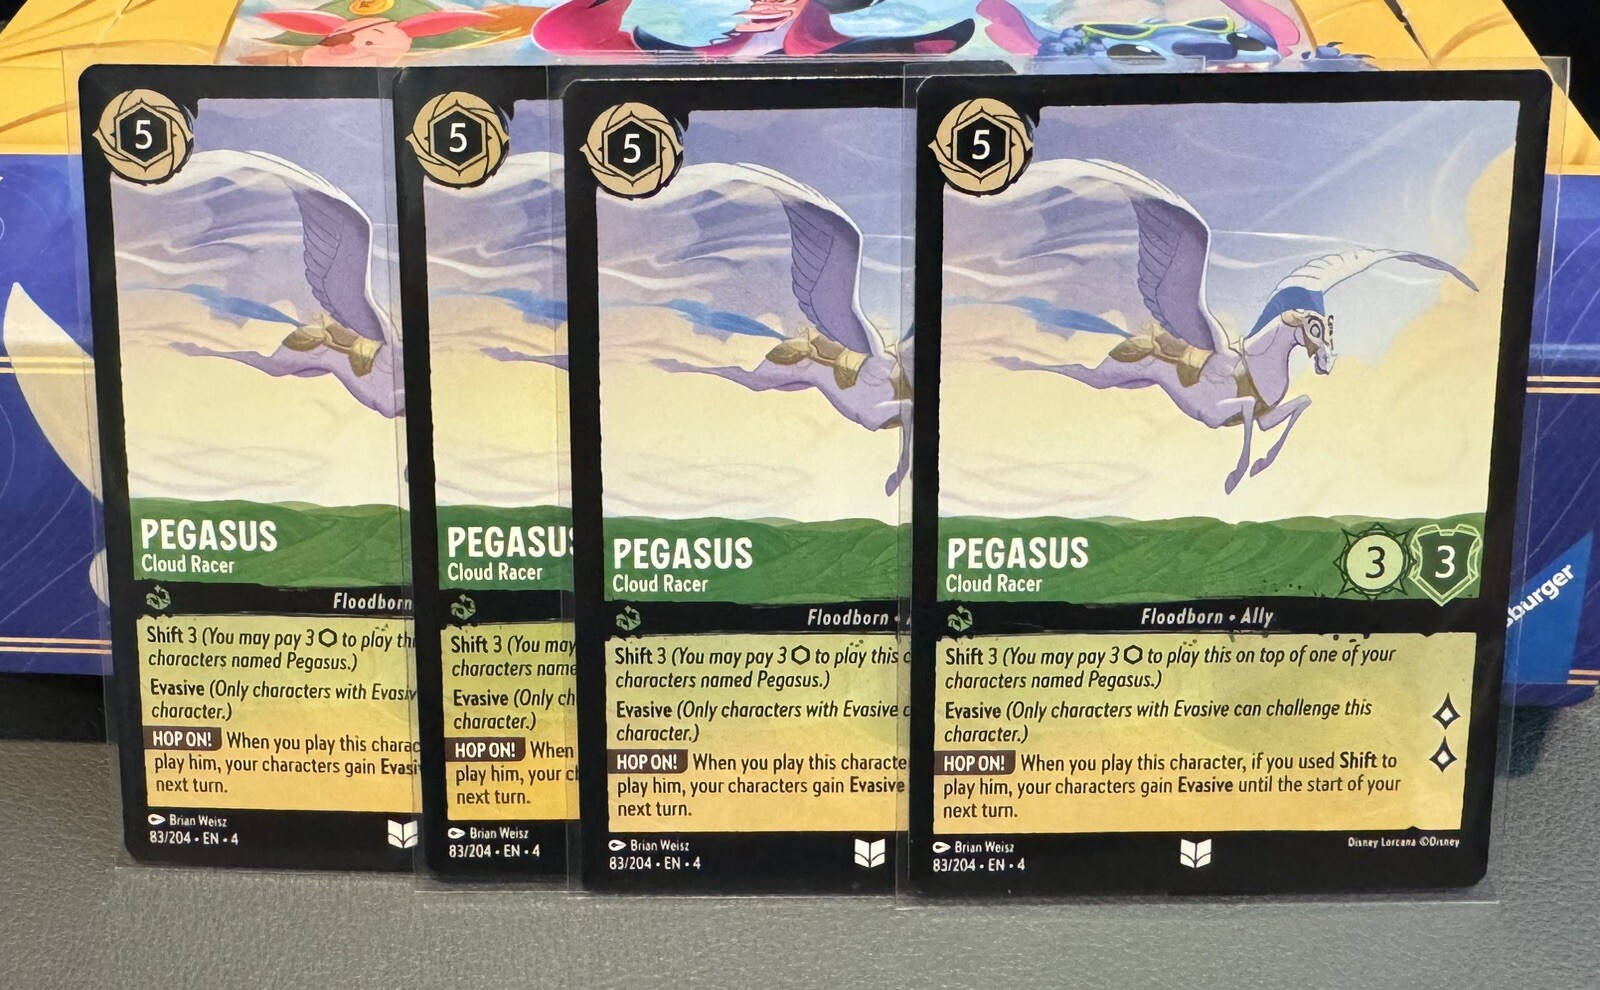 5
PEGASUS
Cloud Racer
Floodborn
Shift 3 (You may pay 3 to play
characters named Pegasus.)
Evasive (Only characters with
character.)
HOP ON! When you play this
play him, your characters gain
next turn.
Brian Weisz
83/204 • EN • 4
5
PEGASUS
Cloud Racer
Shift 3 (You may
characters
Evasive (Only
character.)
HOP ON! When
play him, your
next turn.
Brian Weisz
83/204 • EN • 4
5
PEGASUS
Cloud Racer
Floodborn •
Shift 3 (You may pay 3 to play this
characters named Pegasus.)
Evasive (Only characters with Evasive
character.)
HOP ON! When you play this
play him, your characters gain Evasive
next turn.
Brian Weisz
83/204 • EN • 4
5
PEGASUS
Cloud Racer
3 3
Floodborn • Ally
Shift 3 (You may pay 3 to play this on top of one of your
characters named Pegasus.)
Evasive (Only characters with Evasive can challenge this
character.)
HOP ON! When you play this character, if you used Shift to
play him, your characters gain Evasive until the start of your
next turn.
Brian Weisz
83/204 • EN • 4
Disney Lorcana ©Disney
burger